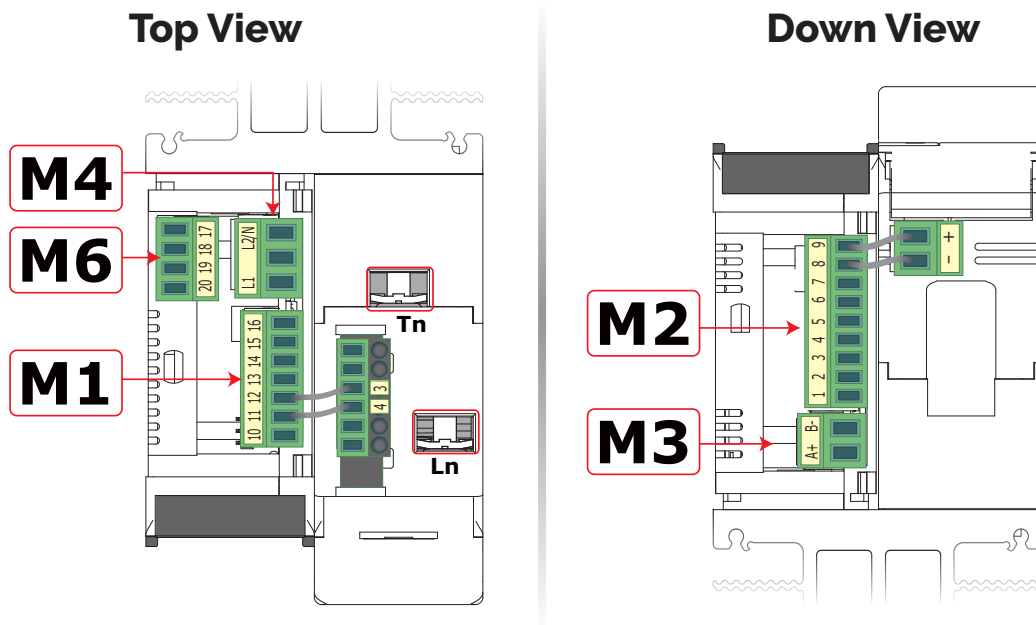 Top View
Down View
M4
M6
M1
20 19 18 17
L1 L2/N
10 11 12 13 14 15 16
3
4
Tn
Ln
M2
M3
1 2 3 4 5 6 7 8 9
- +
A+ B-